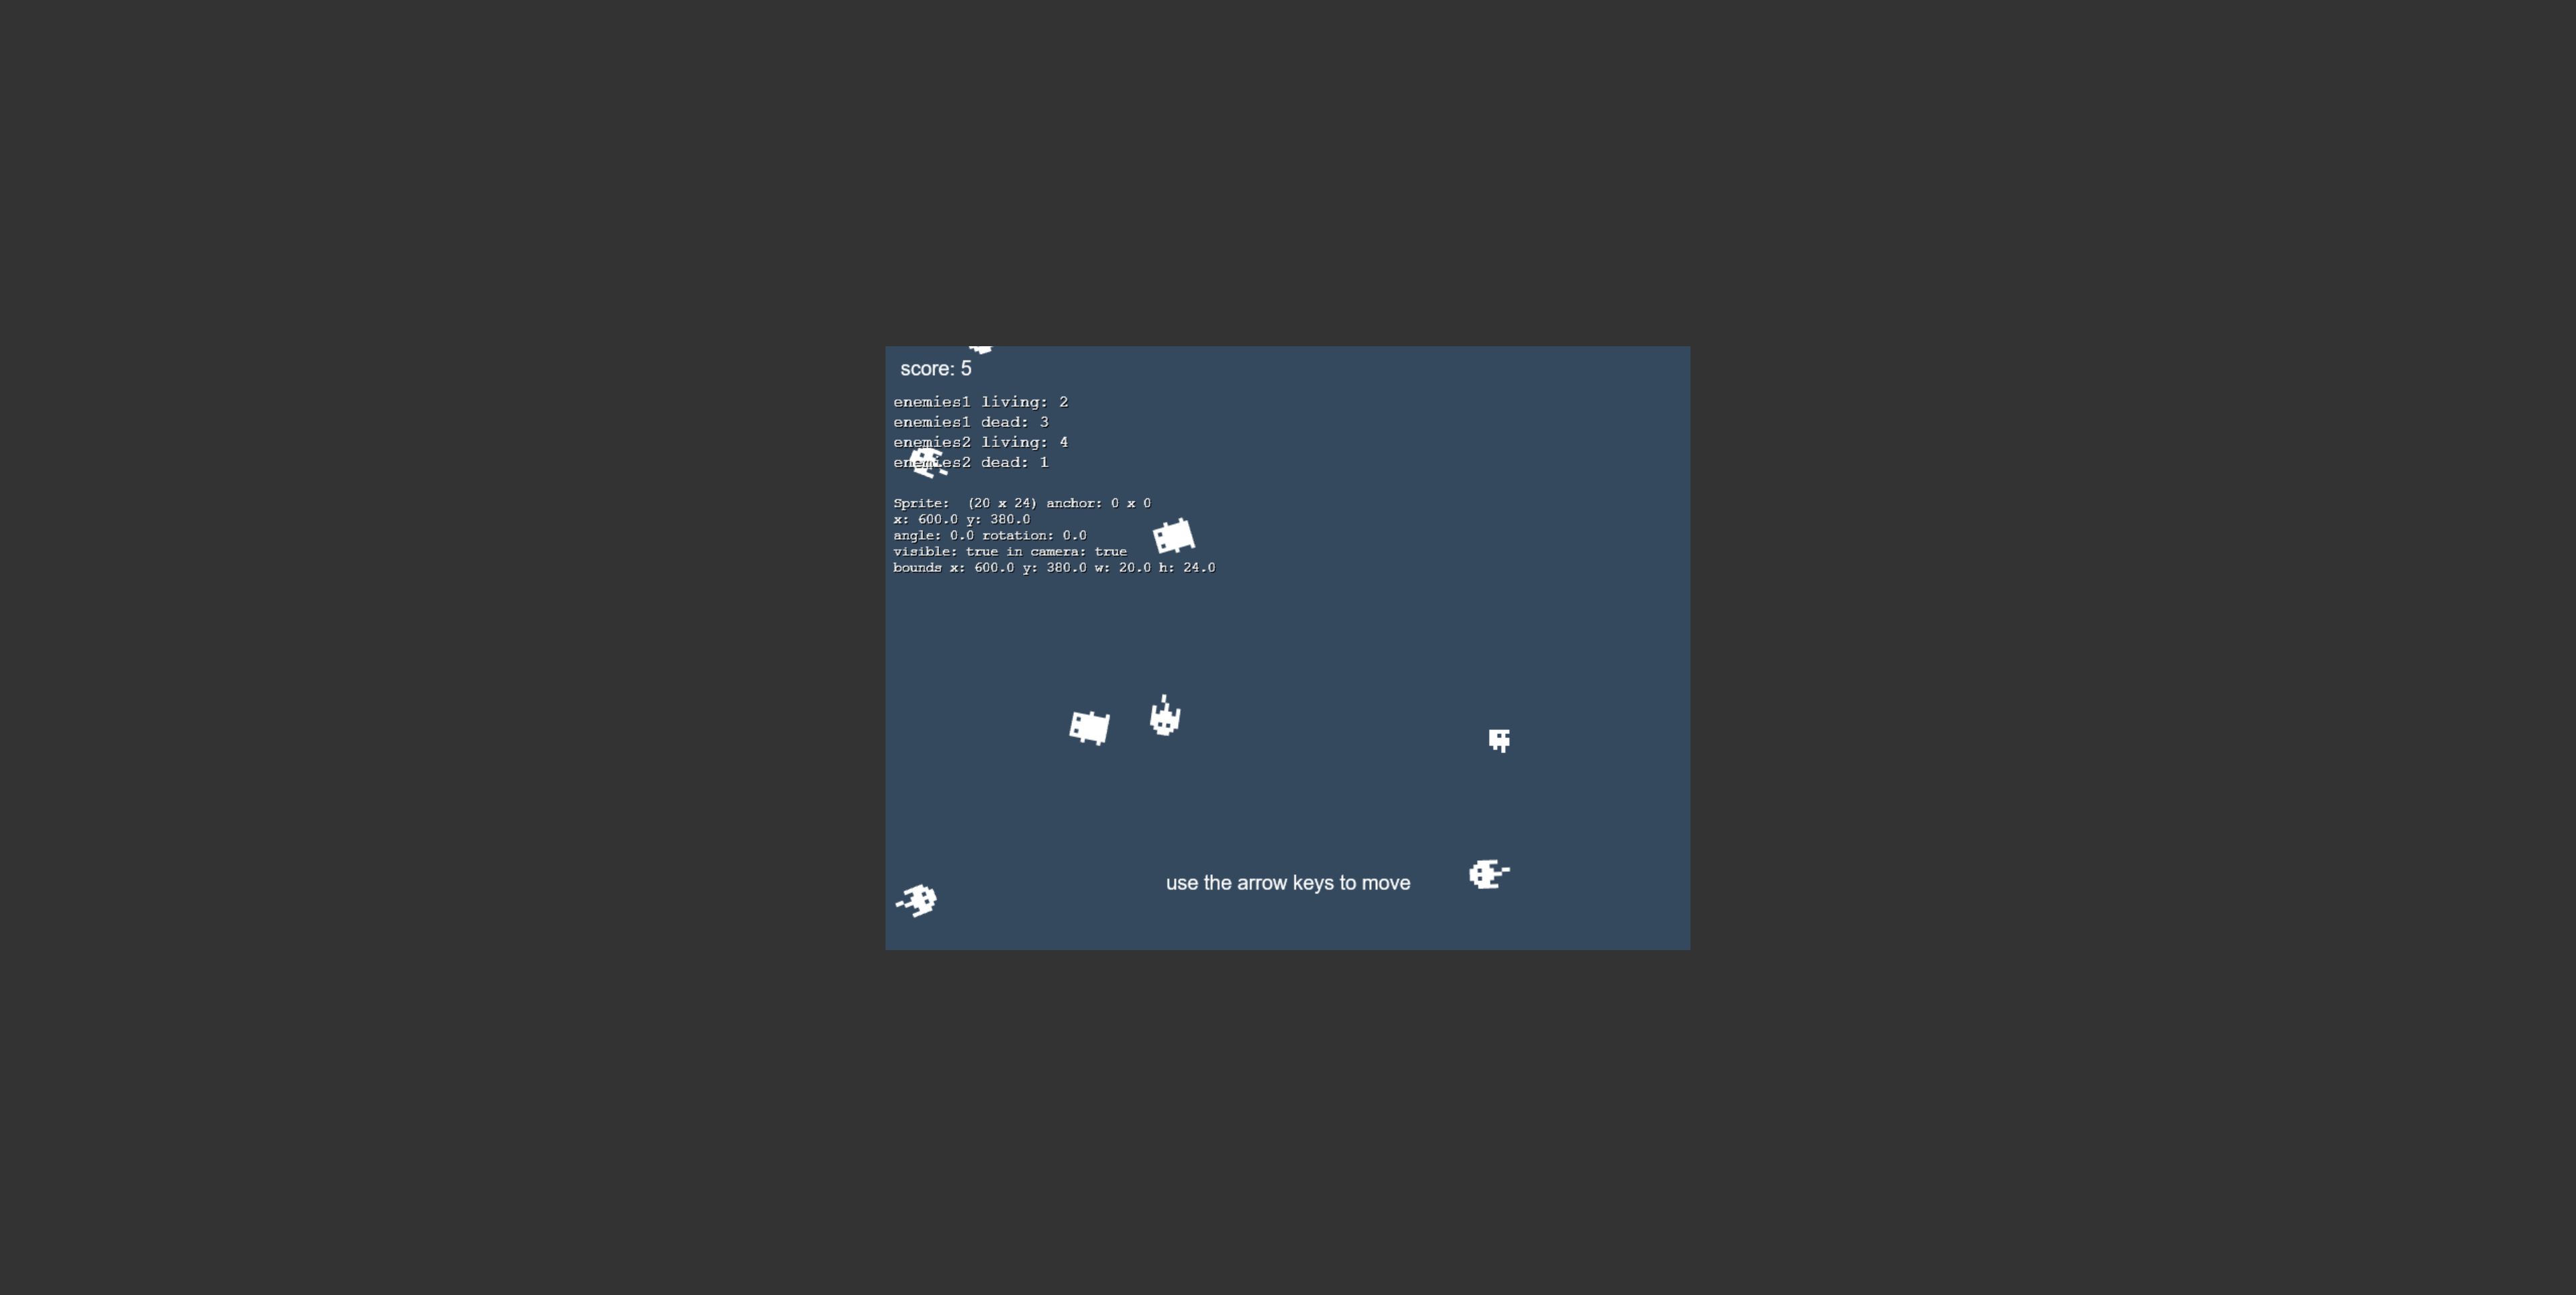 score: 5
enemies1 living: 2
enemies1 dead: 3
enemies2 living: 4
enemies2 dead: 1
Sprite:  (20 x 24) anchor: 0 x 0
x: 600.0 y: 380.0
angle: 0.0 rotation: 0.0
visible: true in camera: true
bounds x: 600.0 y: 380.0 w: 20.0 h: 24.0
use the arrow keys to move